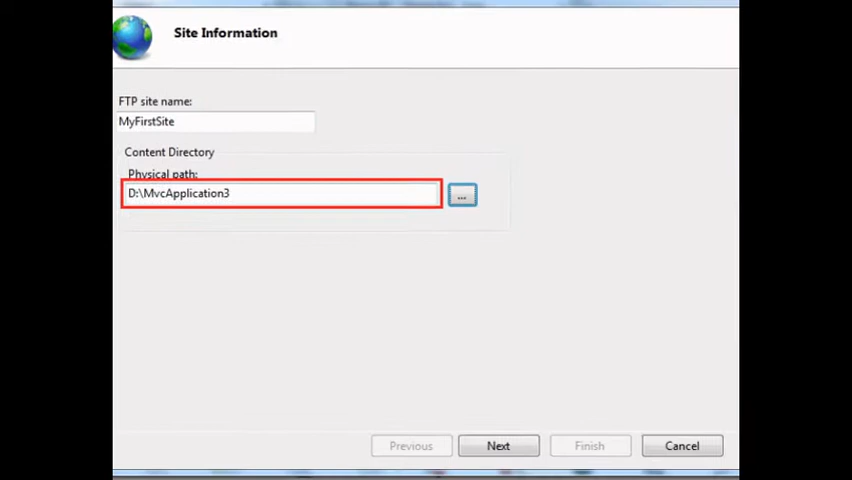 Site Information
FTP site name:
MyFirstSite
Content Directory
Physical path:
D:\MvcApplication3
...
Previous
Next
Finish
Cancel